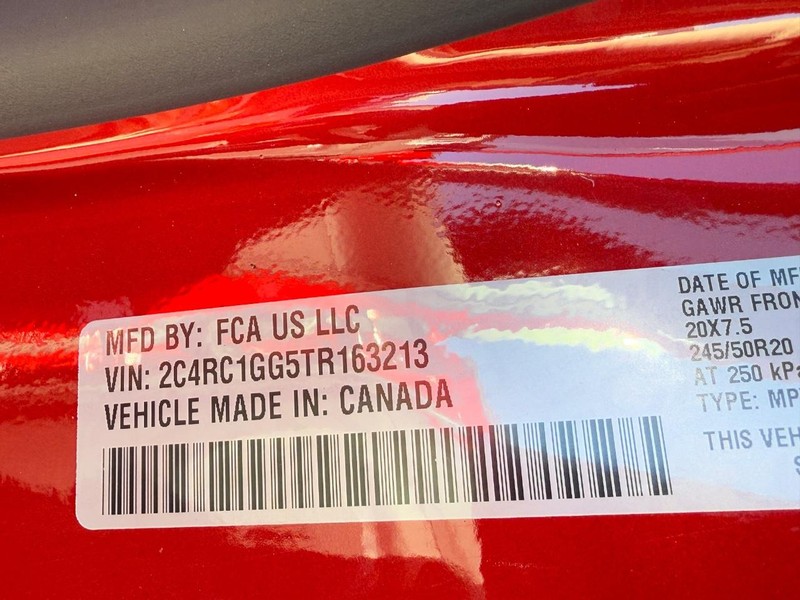 MFD BY: FCA US LLC
VIN: 2C4RC1GG5TR163213
VEHICLE MADE IN: CANADA
DATE OF MF
GAWR FRON
20X7.5
245/50R20
AT 250 kPa
TYPE: MP
THIS VEH
S